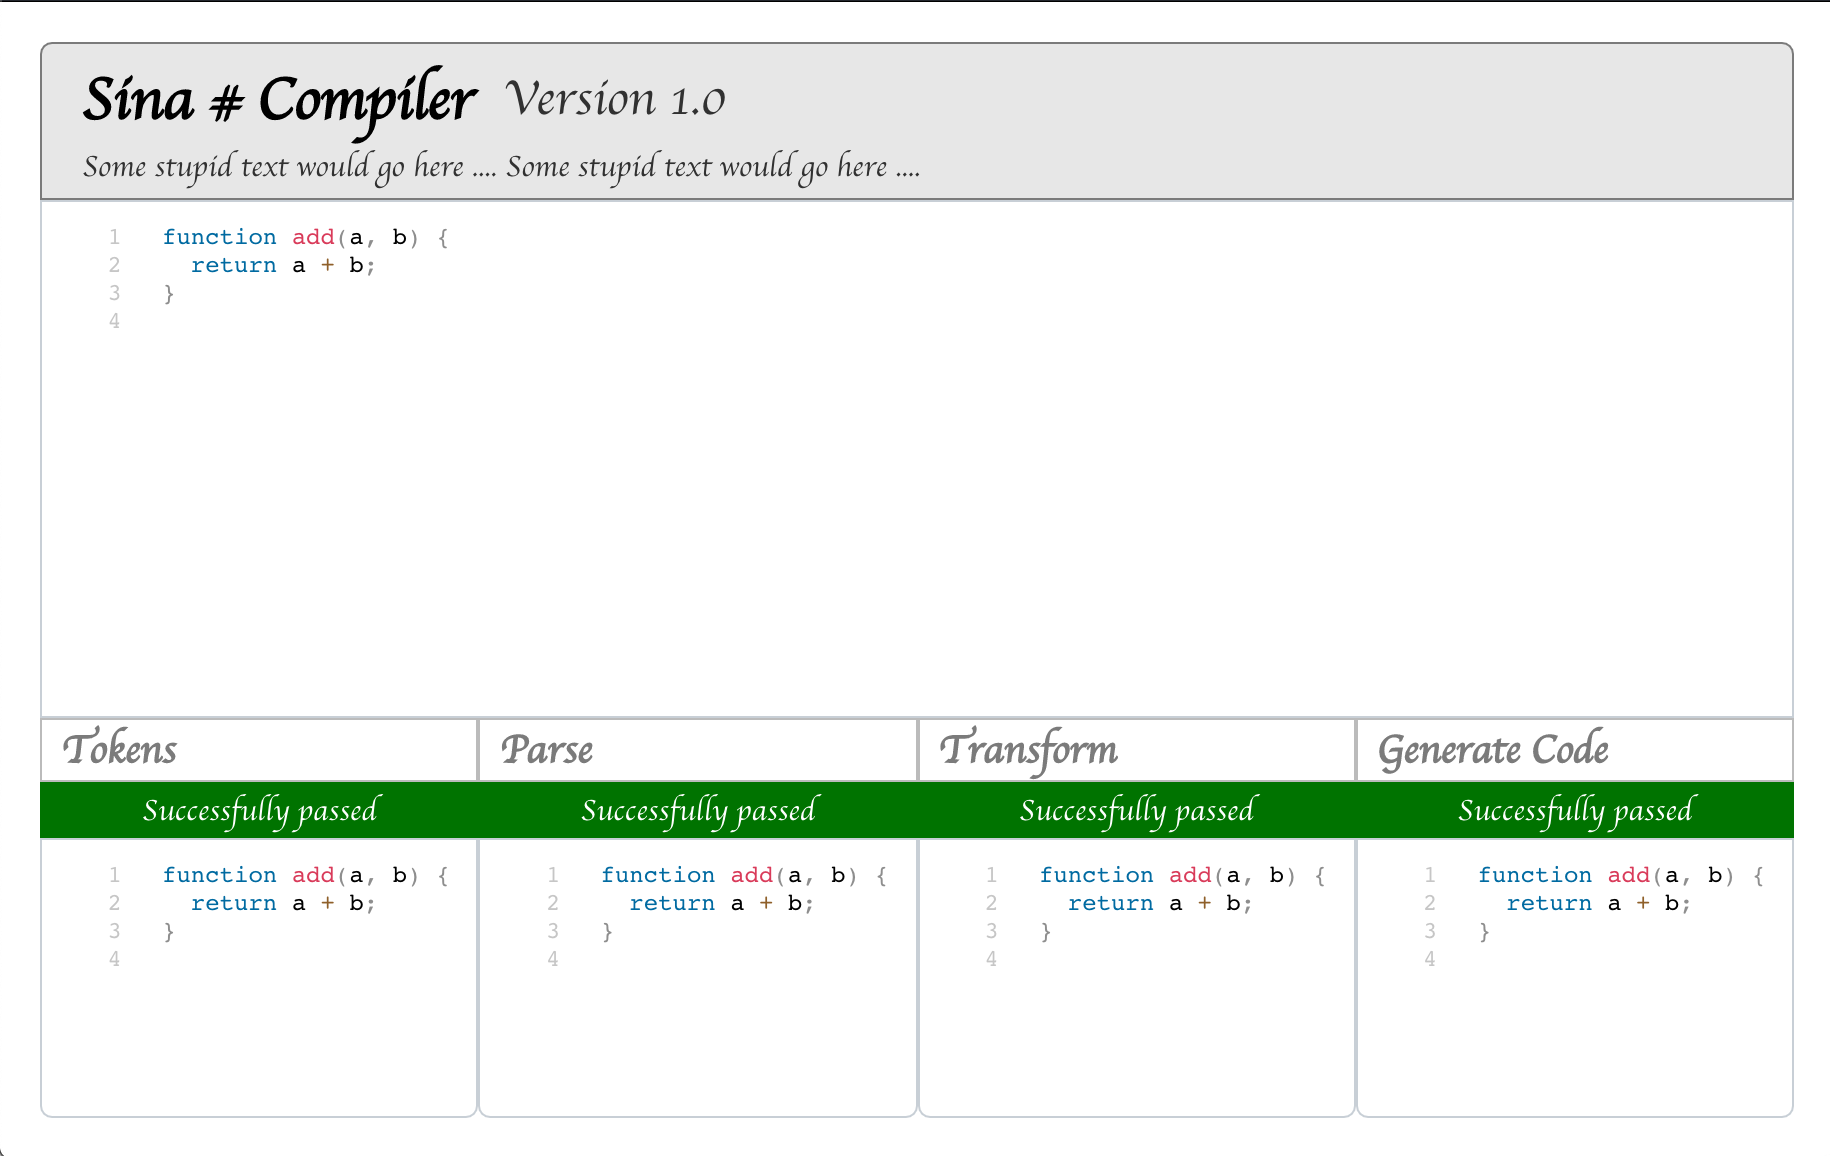 Sina # Compiler Version 1.0
Some stupid text would go here .... Some stupid text would go here ....
1 function add(a, b) {
2   return a + b;
3 }
4
Tokens
Parse
Transform
Generate Code
Successfully passed
Successfully passed
Successfully passed
Successfully passed
1 function add(a, b) {
2   return a + b;
3 }
4
1 function add(a, b) {
2   return a + b;
3 }
4
1 function add(a, b) {
2   return a + b;
3 }
4
1 function add(a, b) {
2   return a + b;
3 }
4